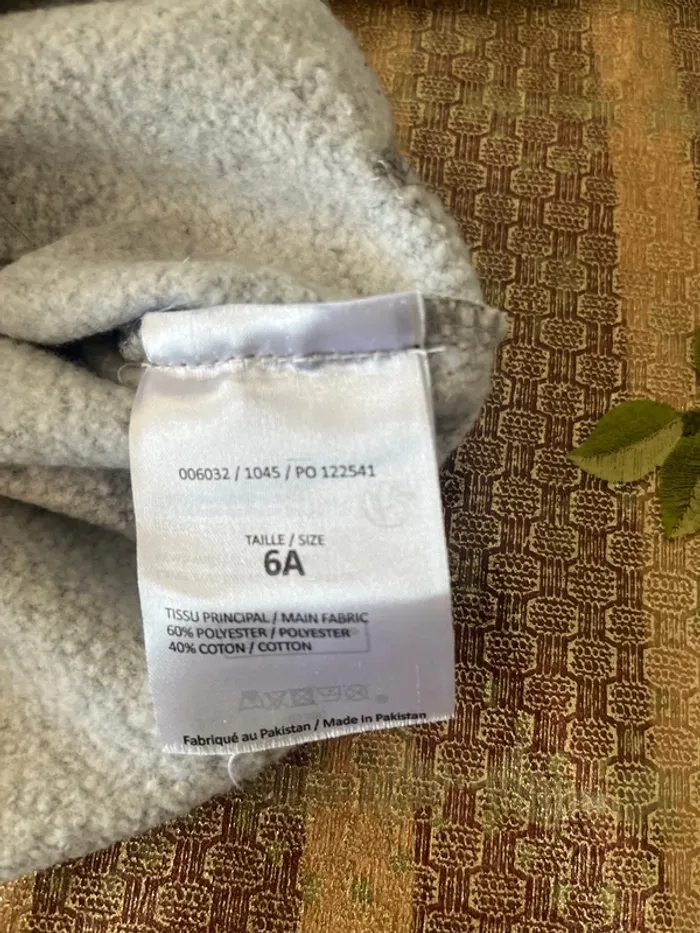 006032 / 1045 / PO 122541
TAILLE / SIZE
6A
TISSU PRINCIPAL / MAIN FABRIC
60% POLYESTER / POLYESTER
40% COTON / COTTON
Fabriqué au Pakistan / Made in Pakistan